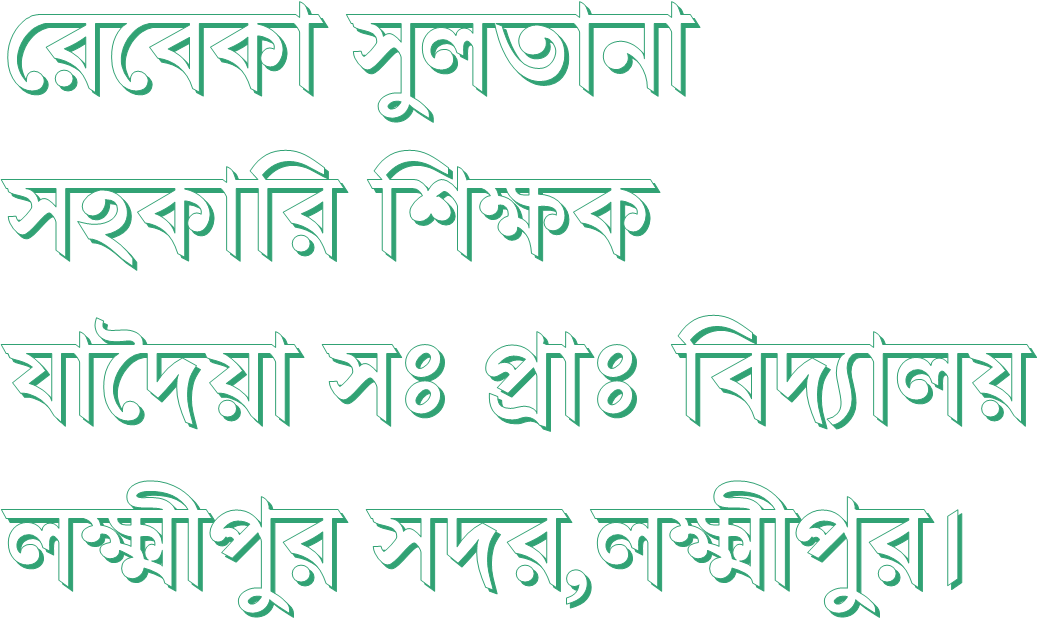 রেবেকা সুলতানা
সহকারি শিক্ষক
যাদৈয়া সঃ প্রাঃ বিদ্যালয়
লক্ষ্মীপুর সদর,লক্ষ্মীপুর।